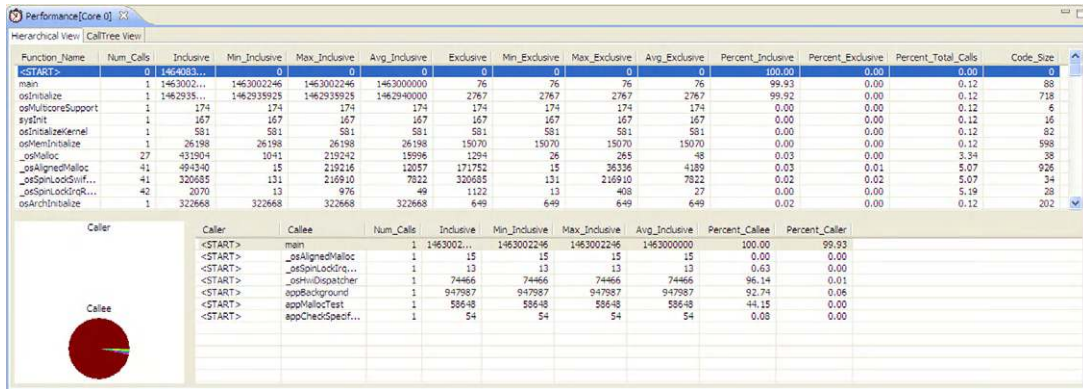 Performance[Core 0]
Hierarchical View CallTree View
Function_Name Num_Calls Inclusive Min_Inclusive Max_Inclusive Avg_Inclusive Exclusive Min_Exclusive Max_Exclusive Avg_Exclusive Percent_Inclusive Percent_Exclusive Percent_Total_Calls Code_Size
<START> 0 1464083... 0 0 0 0 0 0 0 100.00 0.00 0.00 0
main 1 1463002... 1463002246 1463002246 1463000000 76 76 76 76 99.93 0.00 0.12 88
osInitialize 1 1462935... 1462935925 1462935925 1462940000 2767 2767 2767 2767 99.92 0.00 0.12 718
osMulticoreSupport 1 174 174 174 174 174 174 174 174 0.00 0.00 0.12 6
sysInit 1 167 167 167 167 167 167 167 167 0.00 0.00 0.12 16
osInitializeKernel 1 581 581 581 581 581 581 581 581 0.00 0.00 0.12 82
osMemInitialize 1 26198 26198 26198 26198 15070 15070 15070 15070 0.00 0.00 0.12 598
_osMalloc 27 431904 1041 219242 15996 1294 26 265 48 0.03 0.00 3.34 38
_osAlignedMalloc 41 494340 15 219216 12057 171752 15 36336 4189 0.03 0.01 5.07 926
_osSpinLockSwif... 41 320685 131 216910 7822 320685 131 216910 7822 0.02 0.02 5.07 34
_osSpinLockIrqR... 42 2070 13 976 49 1122 13 408 27 0.00 0.00 5.19 28
osArchInitialize 1 322668 322668 322668 322668 649 649 649 649 0.02 0.00 0.12 202
Caller
Callee
Caller Callee Num_Calls Inclusive Min_Inclusive Max_Inclusive Avg_Inclusive Percent_Callee Percent_Caller
<START> main 1 1463002... 1463002246 1463002246 1463000000 100.00 99.93
<START> _osAlignedMalloc 1 15 15 15 15 0.00 0.00
<START> _osSpinLockIrq... 1 13 13 13 13 0.63 0.00
<START> _osHwiDispatcher 1 74466 74466 74466 74466 96.14 0.01
<START> appBackground 1 947987 947987 947987 947987 92.74 0.06
<START> appMallocTest 1 58648 58648 58648 58648 44.15 0.00
<START> appCheckSpecif... 1 54 54 54 54 0.08 0.00